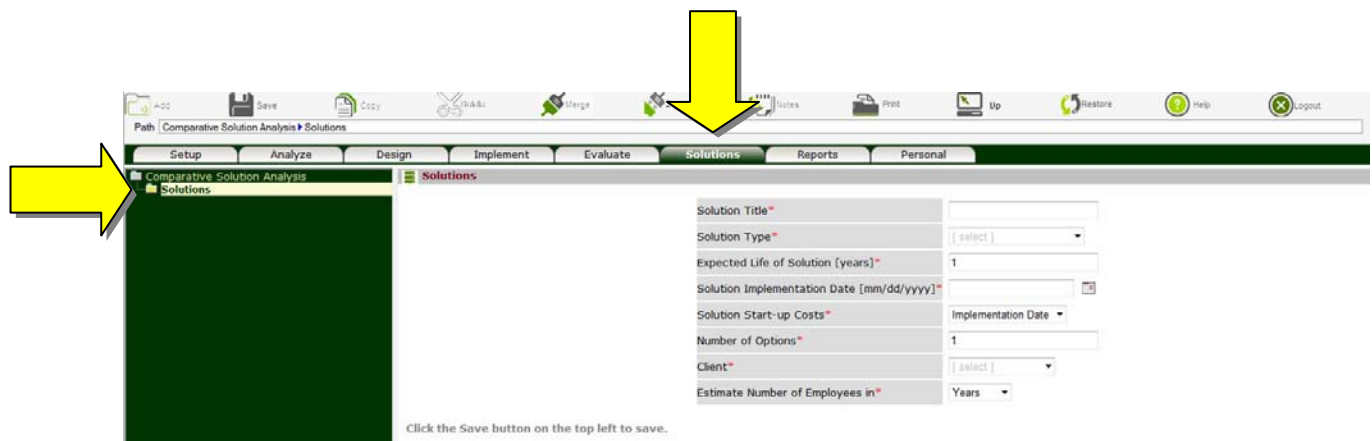 Add Save Copy Merge Notes Print Up Restore Help Logout
Path Comparative Solution Analysis Solutions
Setup Analyze Design Implement Evaluate Solutions Reports Personal
Comparative Solution Analysis
Solutions
Solutions
Solution Title*
Solution Type* [ select ]
Expected Life of Solution [years]* 1
Solution Implementation Date [mm/dd/yyyy]*
Solution Start-up Costs* Implementation Date
Number of Options* 1
Client* [ select ]
Estimate Number of Employees in* Years
Click the Save button on the top left to save.